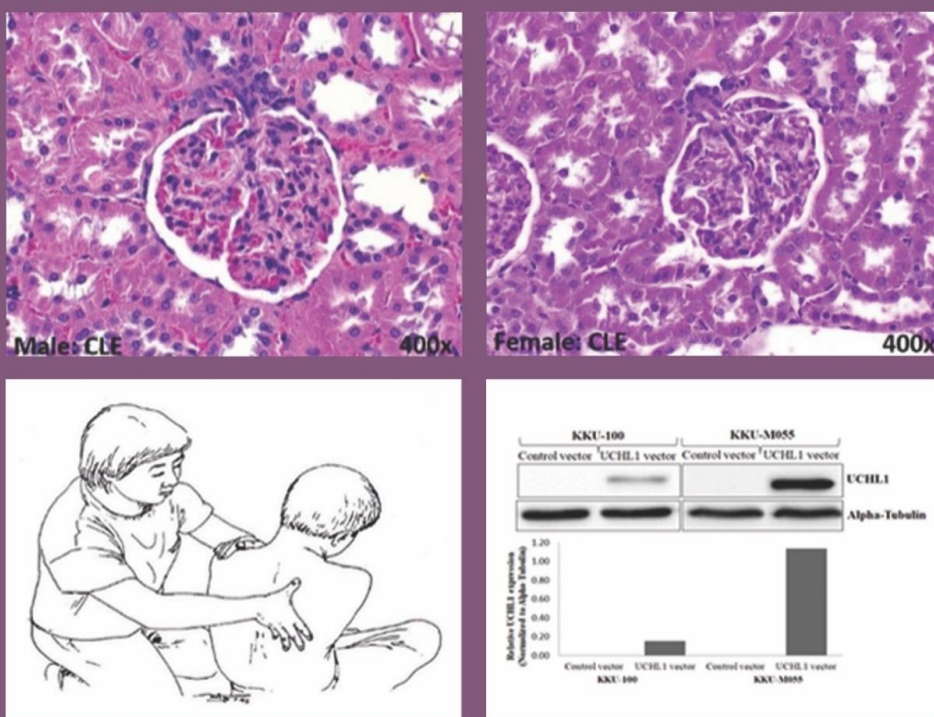 Male: CLE 400x
Female: CLE 400x
KKU-100 KKU-M055
Control vector UCHL1 vector Control vector UCHL1 vector
UCHL1
Alpha-Tubulin
Relative UCHL1 expression
(Normalized to Alpha Tubulin)
1.20
1.00
0.80
0.60
0.40
0.20
0.00
Control vector UCHL1 vector Control vector UCHL1 vector
KKU-100 KKU-M055